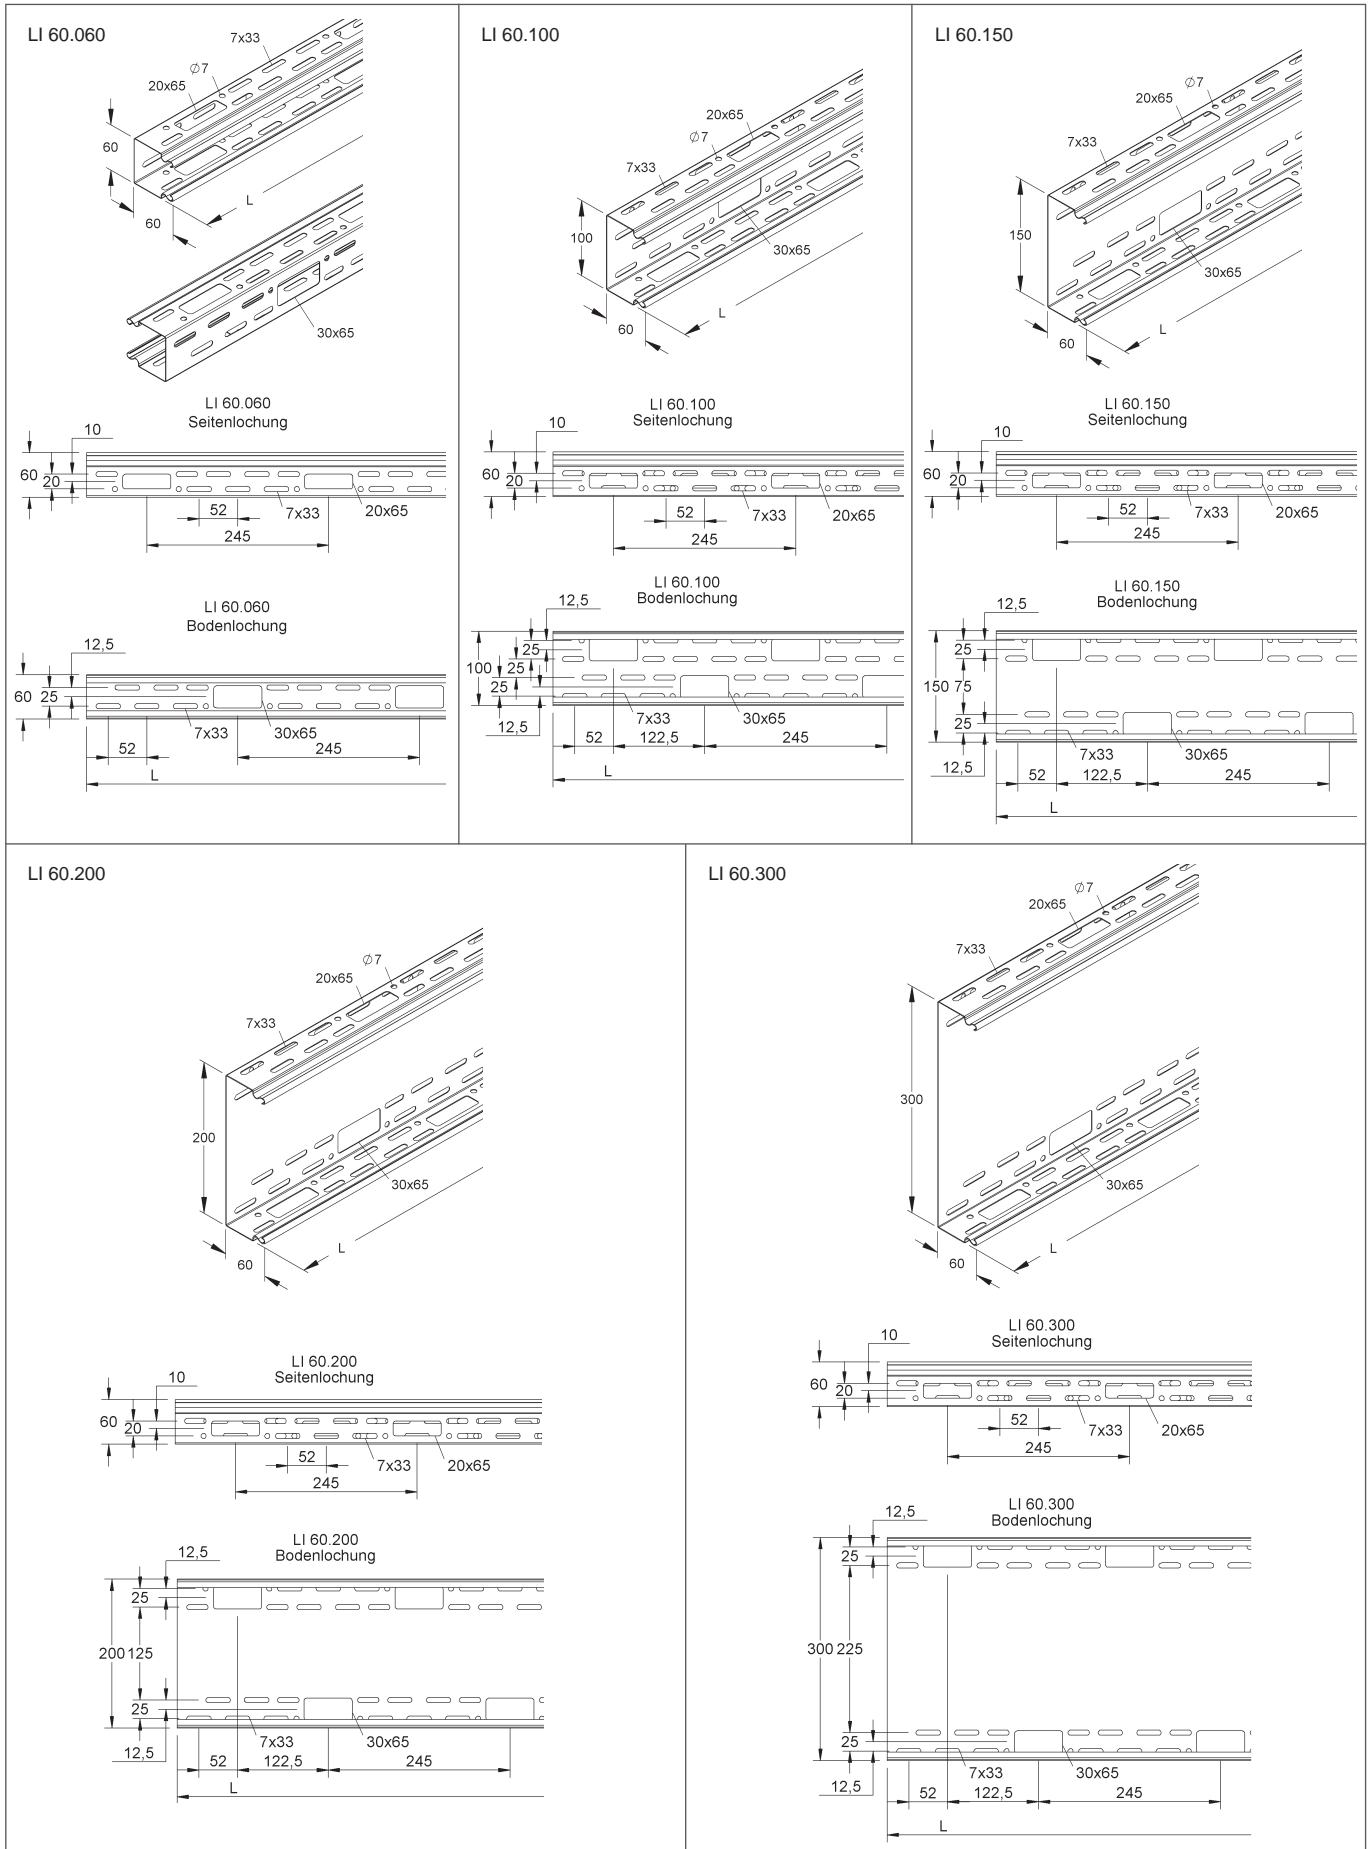 LI 60.060
7x33
Ø7
20x65
60
60
L
30x65
LI 60.060
Seitenlochung
10
60
20
52
7x33
20x65
245
LI 60.060
Bodenlochung
12,5
60
25
7x33
30x65
52
245
L
LI 60.100
20x65
Ø7
7x33
100
30x65
60
L
LI 60.100
Seitenlochung
10
60
20
52
7x33
20x65
245
LI 60.100
Bodenlochung
12,5
25
100
25
25
12,5
7x33
30x65
52
122,5
245
L
LI 60.150
Ø7
20x65
7x33
150
30x65
60
L
LI 60.150
Seitenlochung
10
60
20
52
7x33
20x65
245
LI 60.150
Bodenlochung
12,5
25
150
75
25
12,5
7x33
30x65
52
122,5
245
L
LI 60.200
Ø7
20x65
7x33
200
30x65
60
L
LI 60.200
Seitenlochung
10
60
20
52
7x33
20x65
245
LI 60.200
Bodenlochung
12,5
25
200
125
25
12,5
7x33
30x65
52
122,5
245
L
LI 60.300
Ø7
20x65
7x33
300
30x65
60
L
LI 60.300
Seitenlochung
10
60
20
52
7x33
20x65
245
LI 60.300
Bodenlochung
12,5
25
300
225
25
12,5
7x33
30x65
52
122,5
245
L